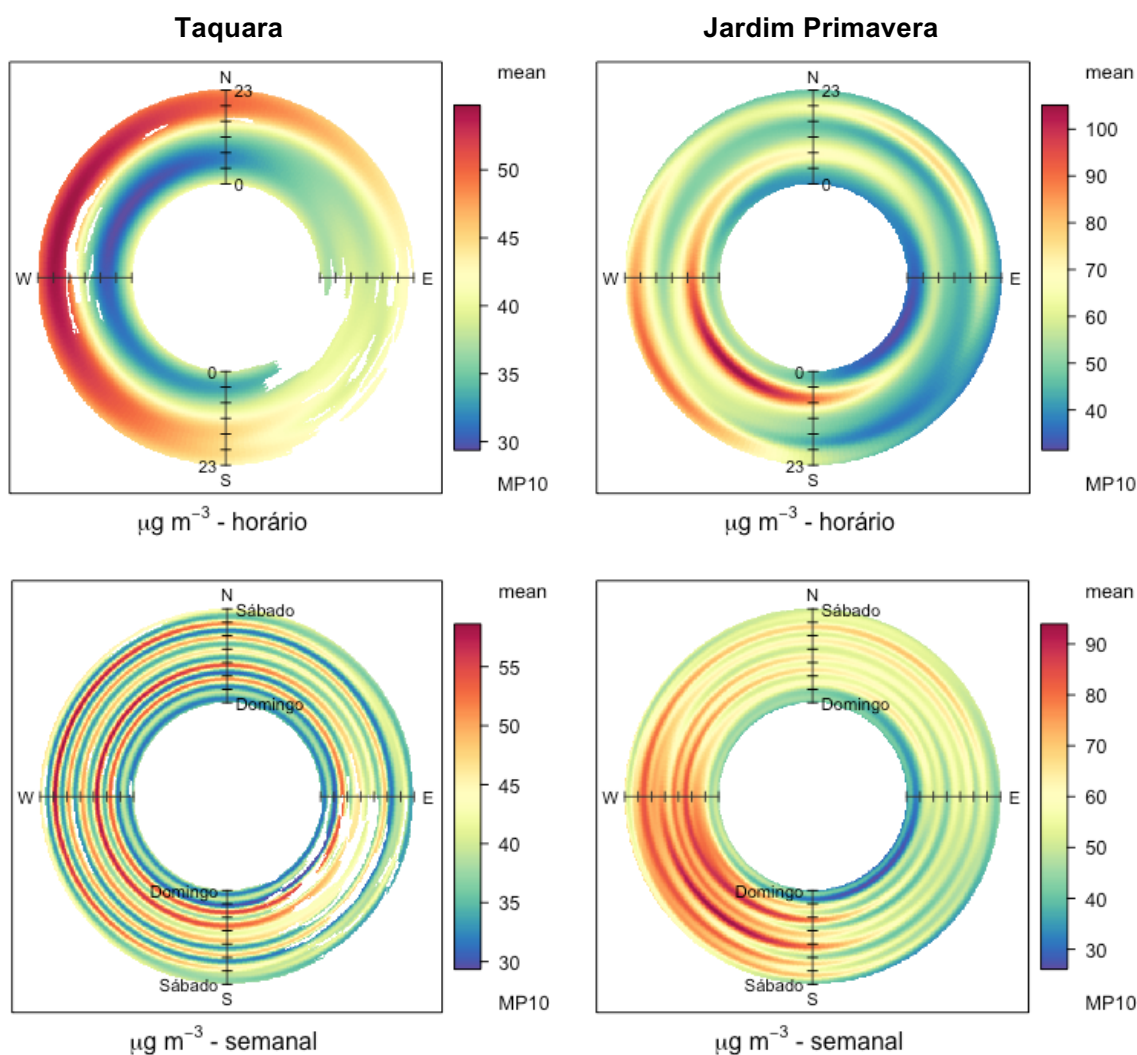 Taquara
Jardim Primavera
mean
N
23
0
W
E
0
23
S
50
45
40
35
30
MP10
μg m⁻³ - horário
mean
N
23
0
W
E
0
23
S
100
90
80
70
60
50
40
MP10
μg m⁻³ - horário
mean
N
Sábado
Domingo
W
E
Domingo
Sábado
S
55
50
45
40
35
30
MP10
μg m⁻³ - semanal
mean
N
Sábado
Domingo
W
E
Domingo
Sábado
S
90
80
70
60
50
40
30
MP10
μg m⁻³ - semanal